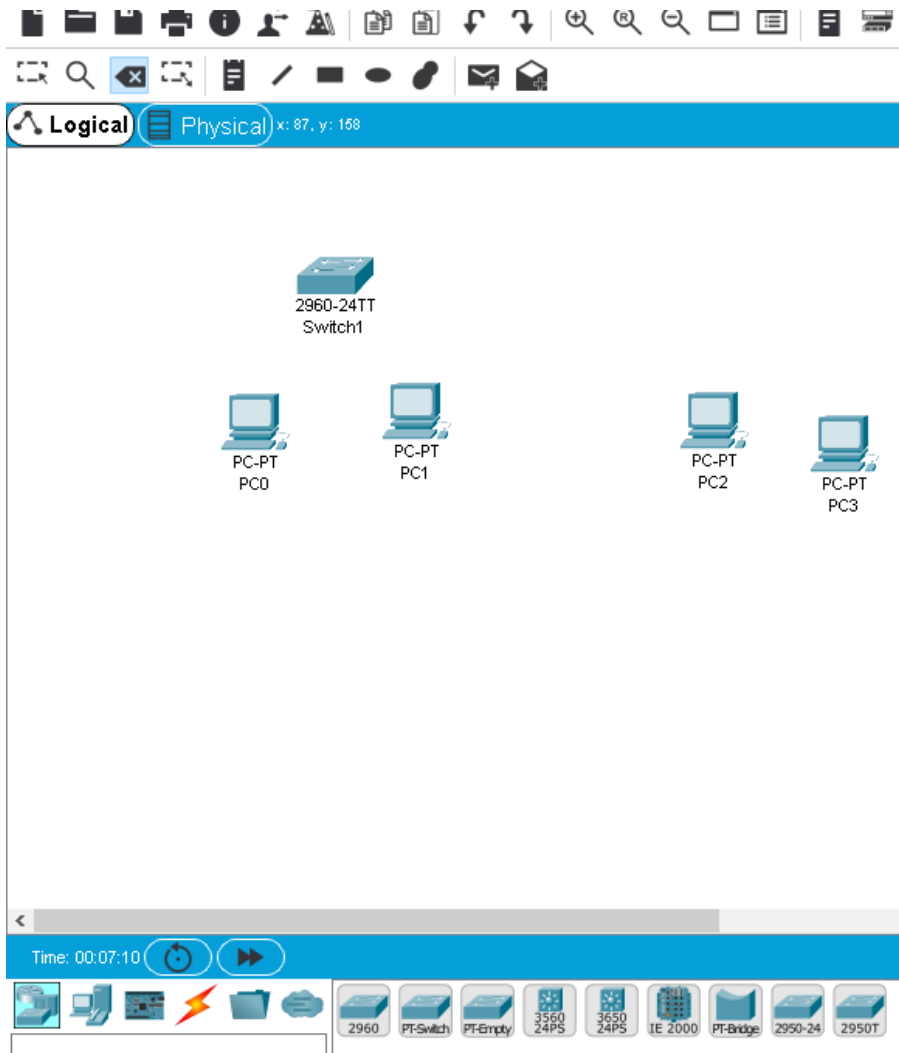 R
Logical
Physical x: 87, y: 158
2960-24TT
Switch1
PC-PT
PC0
PC-PT
PC1
PC-PT
PC2
PC-PT
PC3
Time: 00:07:10
2960
PT-Switch
PT-Empty
3560
24PS
3650
24PS
IE 2000
PT-Bridge
2950-24
2950T